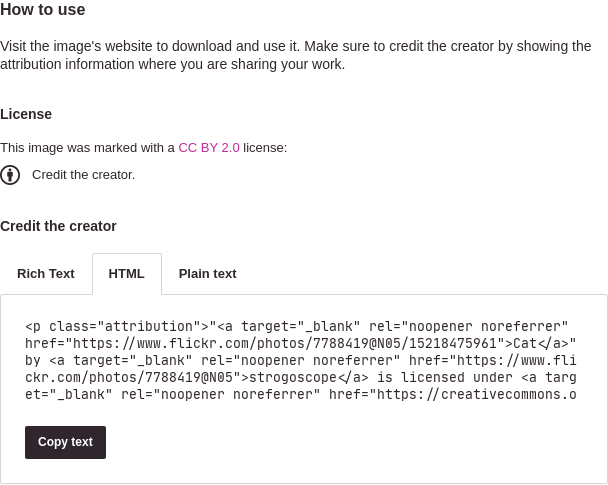 How to use
Visit the image's website to download and use it. Make sure to credit the creator by showing the
attribution information where you are sharing your work.
License
This image was marked with a CC BY 2.0 license:
Credit the creator.
Credit the creator
Rich Text
HTML
Plain text
<p class="attribution">"<a target="_blank" rel="noopener noreferrer"
href="https://www.flickr.com/photos/7788419@N05/15218475961">Cat</a>"
by <a target="_blank" rel="noopener noreferrer" href="https://www.fli
ckr.com/photos/7788419@N05">strogoscope</a> is licensed under <a targ
et="_blank" rel="noopener noreferrer" href="https://creativecommons.o
Copy text